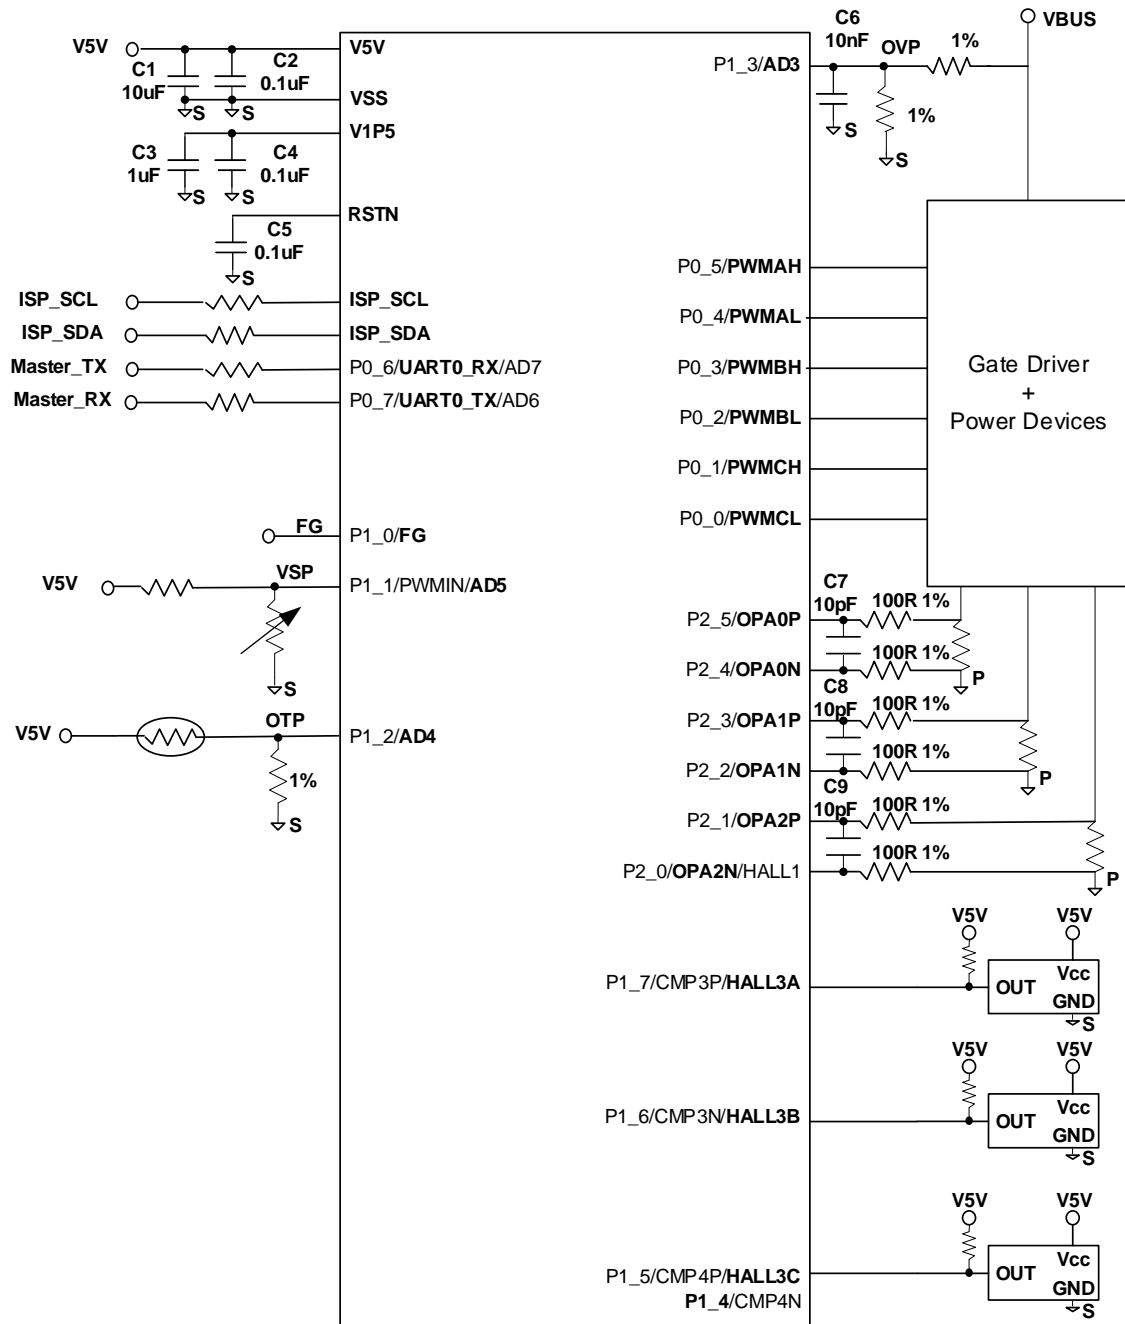 V5V
V5V
C1
10uF
C2
0.1uF
S
S
VSS
V1P5
C3
1uF
C4
0.1uF
S
S
RSTN
C5
0.1uF
S
ISP_SCL
ISP_SCL
ISP_SDA
ISP_SDA
Master_TX
P0_6/UART0_RX/AD7
Master_RX
P0_7/UART0_TX/AD6
FG
P1_0/FG
V5V
VSP
P1_1/PWMIN/AD5
S
V5V
OTP
P1_2/AD4
1%
S
C6
10nF
OVP
1%
VBUS
P1_3/AD3
1%
S
S
P0_5/PWMAH
P0_4/PWMAL
P0_3/PWMBH
P0_2/PWMBL
P0_1/PWMCH
P0_0/PWMCL
Gate Driver
+
Power Devices
C7
10pF
100R 1%
P2_5/OPA0P
100R 1%
P2_4/OPA0N
P
C8
10pF
100R 1%
P2_3/OPA1P
100R 1%
P2_2/OPA1N
P
C9
10pF
100R 1%
P2_1/OPA2P
100R 1%
P2_0/OPA2N/HALL1
P
V5V
V5V
P1_7/CMP3P/HALL3A
OUT
Vcc
GND
S
V5V
V5V
P1_6/CMP3N/HALL3B
OUT
Vcc
GND
S
V5V
V5V
P1_5/CMP4P/HALL3C
OUT
Vcc
GND
S
P1_4/CMP4N